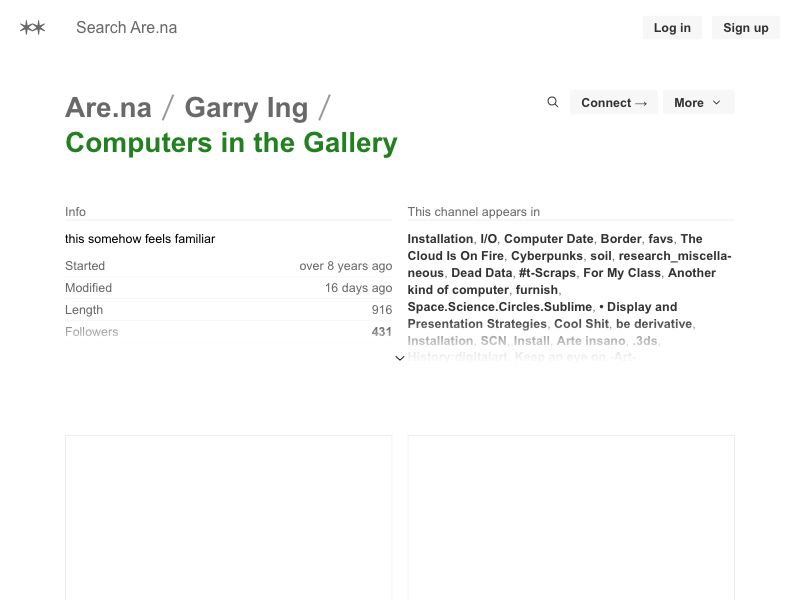 Search Are.na
Log in
Sign up
Are.na / Garry Ing /
Computers in the Gallery
Connect →
More
Info
this somehow feels familiar
Started over 8 years ago
Modified 16 days ago
Length 916
Followers 431
This channel appears in
Installation, I/O, Computer Date, Border, favs, The
Cloud Is On Fire, Cyberpunks, soil, research_miscella-
neous, Dead Data, #t-Scraps, For My Class, Another
kind of computer, furnish,
Space.Science.Circles.Sublime, • Display and
Presentation Strategies, Cool Shit, be derivative,
Installation, SCN, Install, Arte insano, .3ds,
History:digitalart, Keep an eye on -Art-